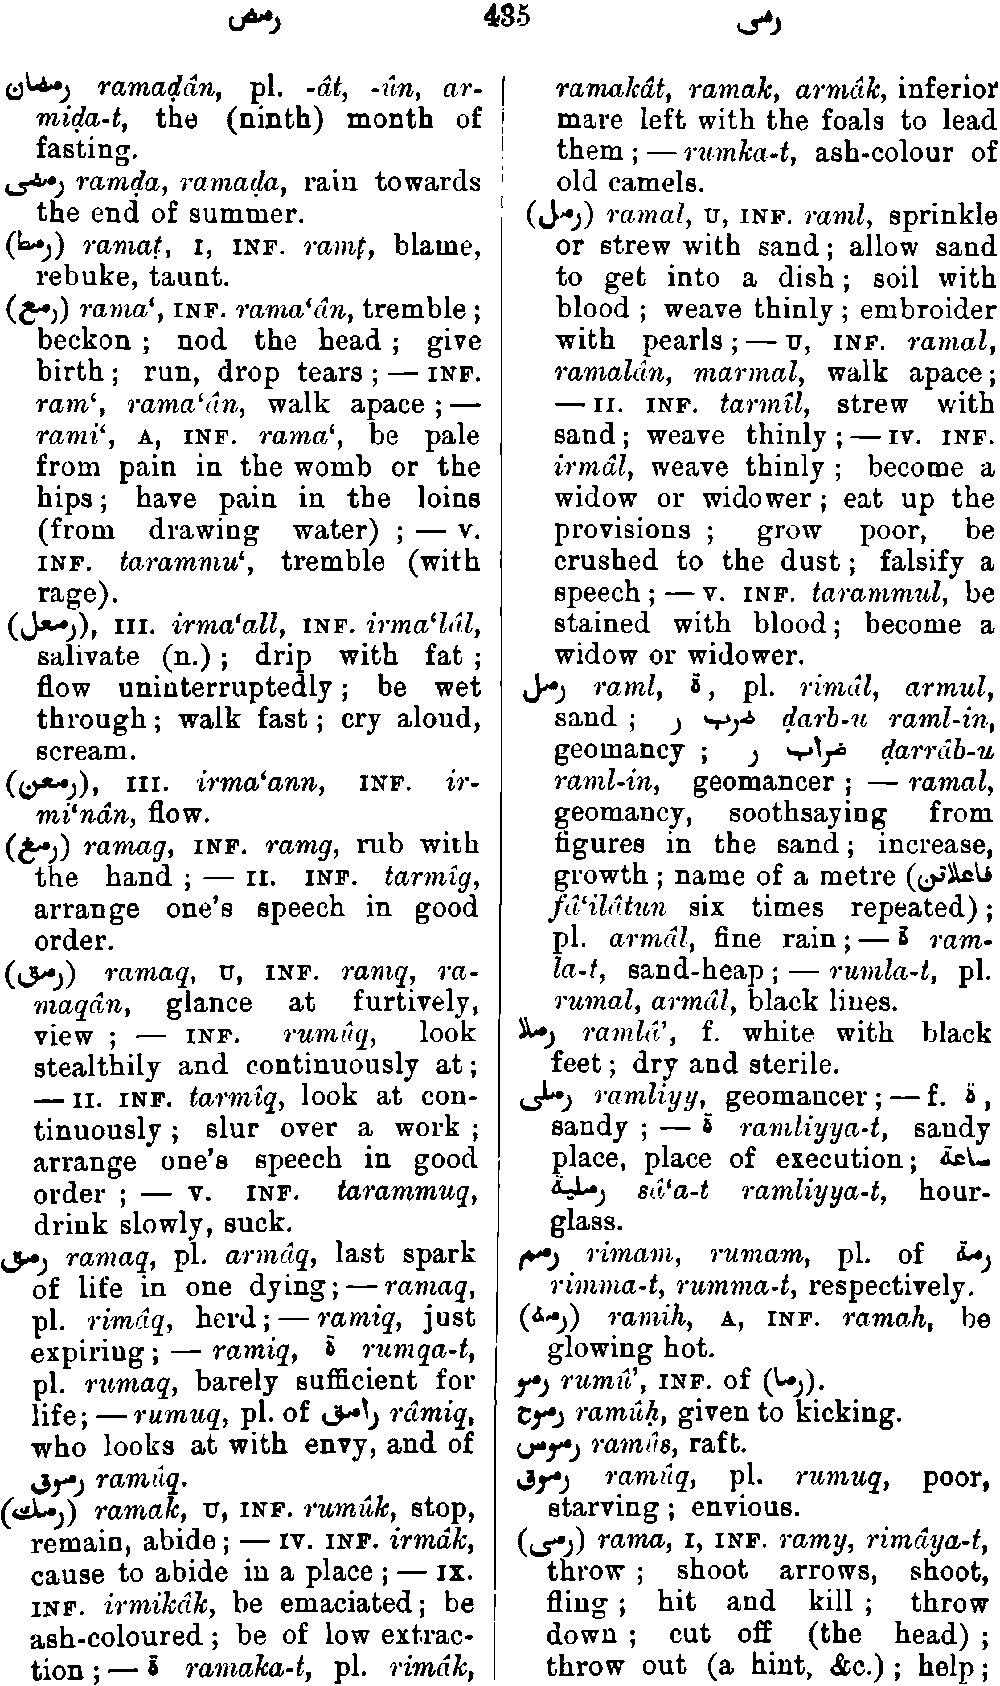 رمض 435 رمى
رمضان ramaḍân, pl. -ât, -ûn, ar-
miḍa-t, the (ninth) month of
fasting.
رمضى ramḍa, ramaḍa, rain towards
the end of summer.
(رمط) ramaṭ, I, INF. ramṭ, blame,
rebuke, taunt.
(رمع) rama‘, INF. rama‘ân, tremble ;
beckon ; nod the head ; give
birth ; run, drop tears ; — INF.
ram‘, rama‘ân, walk apace ; —
rami‘, A, INF. rama‘, be pale
from pain in the womb or the
hips ; have pain in the loins
(from drawing water) ; — V.
INF. tarammu‘, tremble (with
rage).
(رمعل), III. irma‘all, INF. irma‘lâl,
salivate (n.) ; drip with fat ;
flow uninterruptedly ; be wet
through ; walk fast ; cry aloud,
scream.
(رمعن), III. irma‘ann, INF. ir-
mi‘nân, flow.
(رمغ) ramag, INF. ramg, rub with
the hand ; — II. INF. tarmîg,
arrange one's speech in good
order.
(رمق) ramaq, U, INF. ramq, ra-
maqân, glance at furtively,
view ; — INF. rumûq, look
stealthily and continuously at ;
— II. INF. tarmîq, look at con-
tinuously ; slur over a work ;
arrange one's speech in good
order ; — V. INF. tarammuq,
drink slowly, suck.
رمق ramaq, pl. armâq, last spark
of life in one dying ; — ramaq,
pl. rimâq, herd ; — ramiq, just
expiring ; — ramiq, ة rumqa-t,
pl. rumaq, barely sufficient for
life ; — rumuq, pl. of رامق râmiq,
who looks at with envy, and of
رموق ramûq.
(رمك) ramak, U, INF. rumûk, stop,
remain, abide ; — IV. INF. irmâk,
cause to abide in a place ; — IX.
INF. irmikâk, be emaciated ; be
ash-coloured ; be of low extrac-
tion ; — ة ramaka-t, pl. rimâk,
ramakât, ramak, armâk, inferior
mare left with the foals to lead
them ; — rumka-t, ash-colour of
old camels.
(رمل) ramal, U, INF. raml, sprinkle
or strew with sand ; allow sand
to get into a dish ; soil with
blood ; weave thinly ; embroider
with pearls ; — U, INF. ramal,
ramalân, marmal, walk apace ;
— II. INF. tarmîl, strew with
sand ; weave thinly ; — IV. INF.
irmâl, weave thinly ; become a
widow or widower ; eat up the
provisions ; grow poor, be
crushed to the dust ; falsify a
speech ; — V. INF. tarammul, be
stained with blood ; become a
widow or widower.
رمل raml, ة, pl. rimâl, armul,
sand ; ضرب ر ḍarb-u raml-in,
geomancy ; ضراب ر ḍarrâb-u
raml-in, geomancer ; — ramal,
geomancy, soothsaying from
figures in the sand ; increase,
growth ; name of a metre (فاعلاتن
fâ‘ilâtun six times repeated) ;
pl. armâl, fine rain ; — ة ram-
la-t, sand-heap ; — rumla-t, pl.
rumal, armâl, black lines.
رملا ramlâ’, f. white with black
feet ; dry and sterile.
رملى ramliyy, geomancer ; — f. ة,
sandy ; — ة ramliyya-t, sandy
place, place of execution ; ساعة
رملية sâ‘a-t ramliyya-t, hour-
glass.
رمم rimam, rumam, pl. of رمة
rimma-t, rumma-t, respectively.
(رمه) ramih, A, INF. ramah, be
glowing hot.
رمو rumû’, INF. of (رما).
رموح ramûḥ, given to kicking.
رموس ramûs, raft.
رموق ramûq, pl. rumuq, poor,
starving ; envious.
(رمى) rama, I, INF. ramy, rimâya-t,
throw ; shoot arrows, shoot,
fling ; hit and kill ; throw
down ; cut off (the head) ;
throw out (a hint, &c.) ; help ;